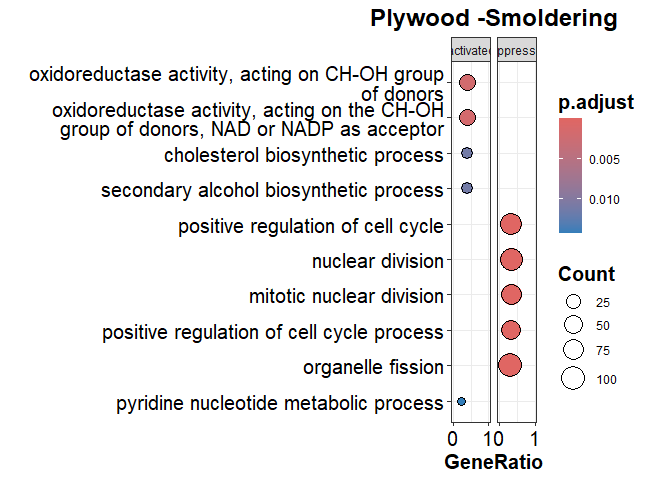 Plywood -Smoldering
activated
ppress
oxidoreductase activity, acting on CH-OH group
of donors
oxidoreductase activity, acting on the CH-OH
group of donors, NAD or NADP as acceptor
cholesterol biosynthetic process
secondary alcohol biosynthetic process
positive regulation of cell cycle
nuclear division
mitotic nuclear division
positive regulation of cell cycle process
organelle fission
pyridine nucleotide metabolic process
0 1 0 1
GeneRatio
p.adjust
0.005
0.010
Count
25
50
75
100